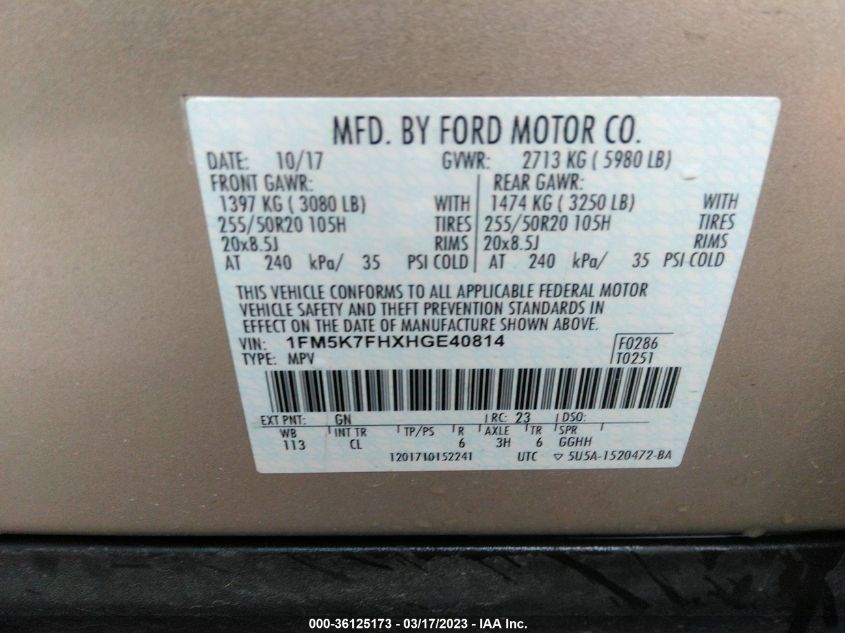 MFD. BY FORD MOTOR CO.
DATE: 10/17 GVWR: 2713 KG ( 5980 LB)
FRONT GAWR: REAR GAWR:
1397 KG ( 3080 LB) WITH 1474 KG ( 3250 LB) WITH
255/50R20 105H TIRES 255/50R20 105H TIRES
20x8.5J RIMS 20x8.5J RIMS
AT 240 kPa/ 35 PSI COLD AT 240 kPa/ 35 PSI COLD
THIS VEHICLE CONFORMS TO ALL APPLICABLE FEDERAL MOTOR
VEHICLE SAFETY AND THEFT PREVENTION STANDARDS IN
EFFECT ON THE DATE OF MANUFACTURE SHOWN ABOVE.
VIN: 1FM5K7FHXHGE40814 F0286
TYPE: MPV T0251
EXT PNT: GN RC: 23 DSO:
WB INT TR TP/PS R AXLE TR SPR
113 CL 6 3H 6 GGHH
1201710152241 UTC ▽ 5U5A-1520472-BA
000-36125173 - 03/17/2023 - IAA Inc.